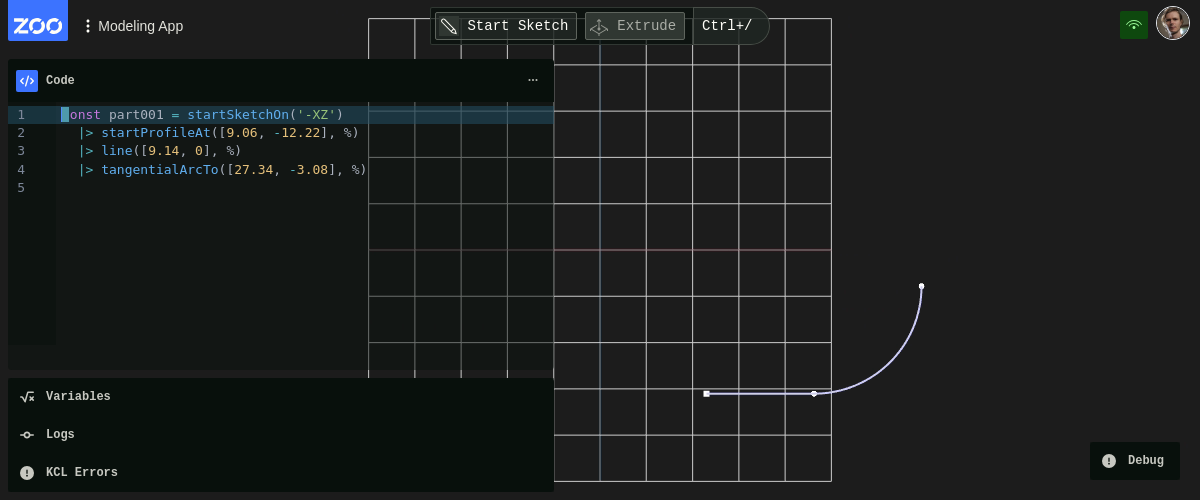 ZOO
Modeling App
Start Sketch
Extrude
Ctrl+/
Code
1 onst part001 = startSketchOn('-XZ')
2 |> startProfileAt([9.06, -12.22], %)
3 |> line([9.14, 0], %)
4 |> tangentialArcTo([27.34, -3.08], %)
5
Variables
Logs
KCL Errors
Debug